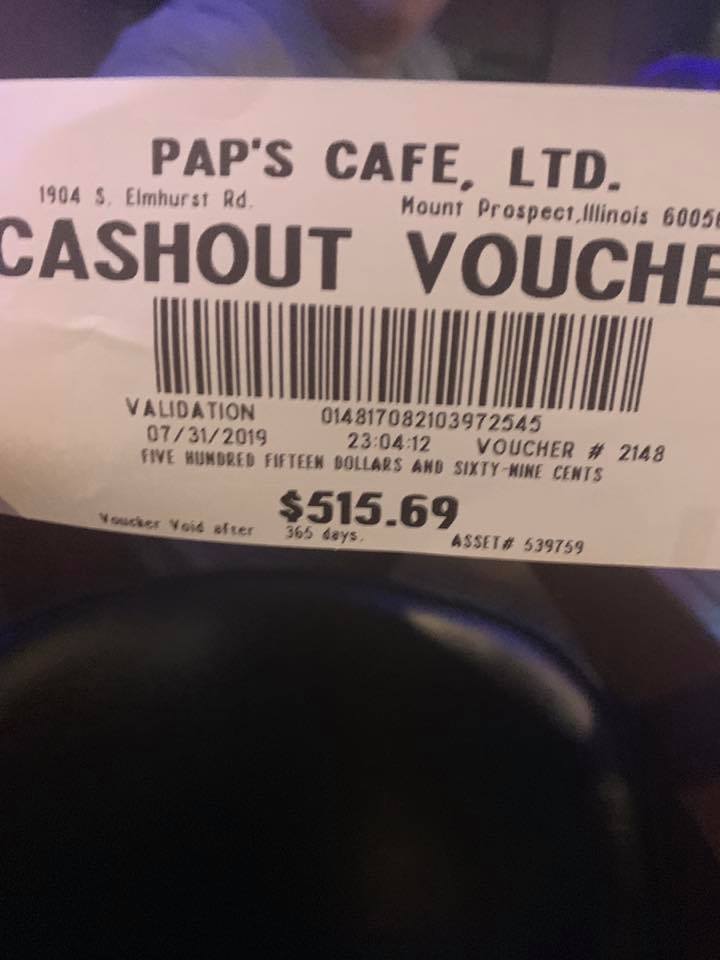 PAP'S CAFE, LTD.
1904 S. Elmhurst Rd. Mount Prospect,Illinois 6005
CASHOUT VOUCHE
VALIDATION 014817082103972545
07/31/2019 23:04:12 VOUCHER # 2148
FIVE HUNDRED FIFTEEN DOLLARS AND SIXTY-NINE CENTS
$515.69
Voucher Void after 365 days. ASSET# 539759